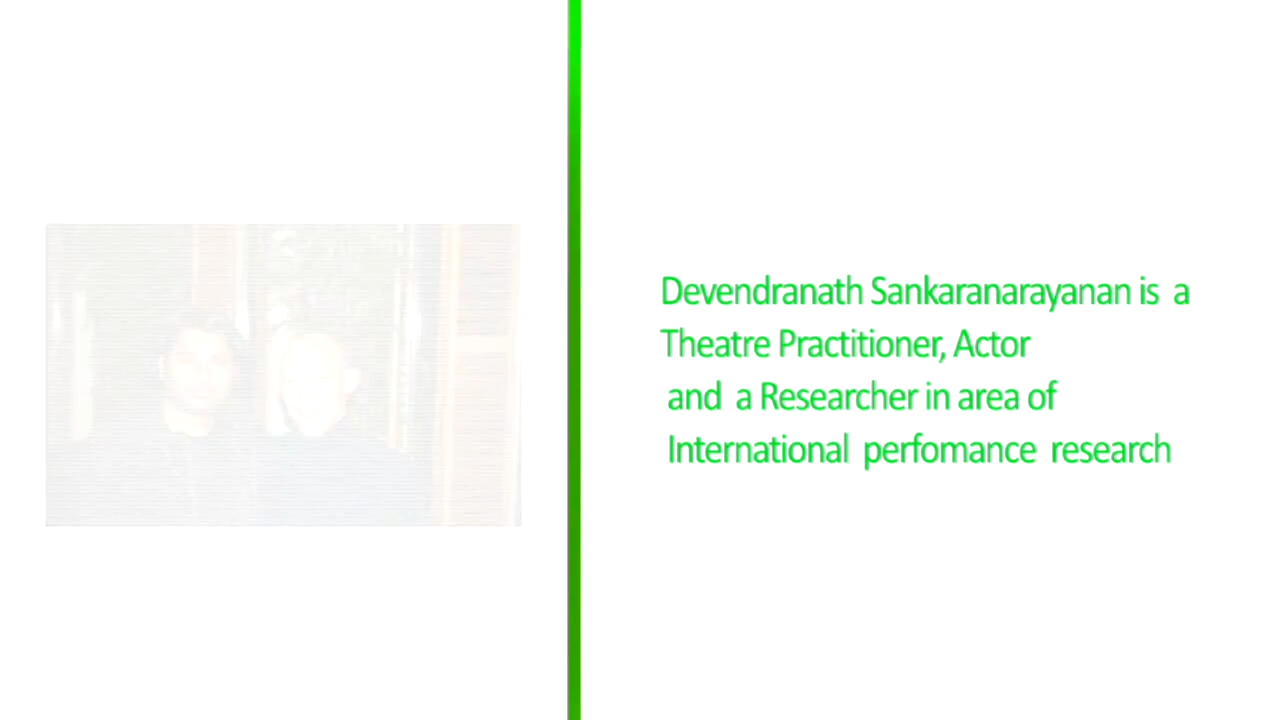 Devendranath Sankaranarayanan is a
Theatre Practitioner, Actor
and a Researcher in area of
International perfomance research